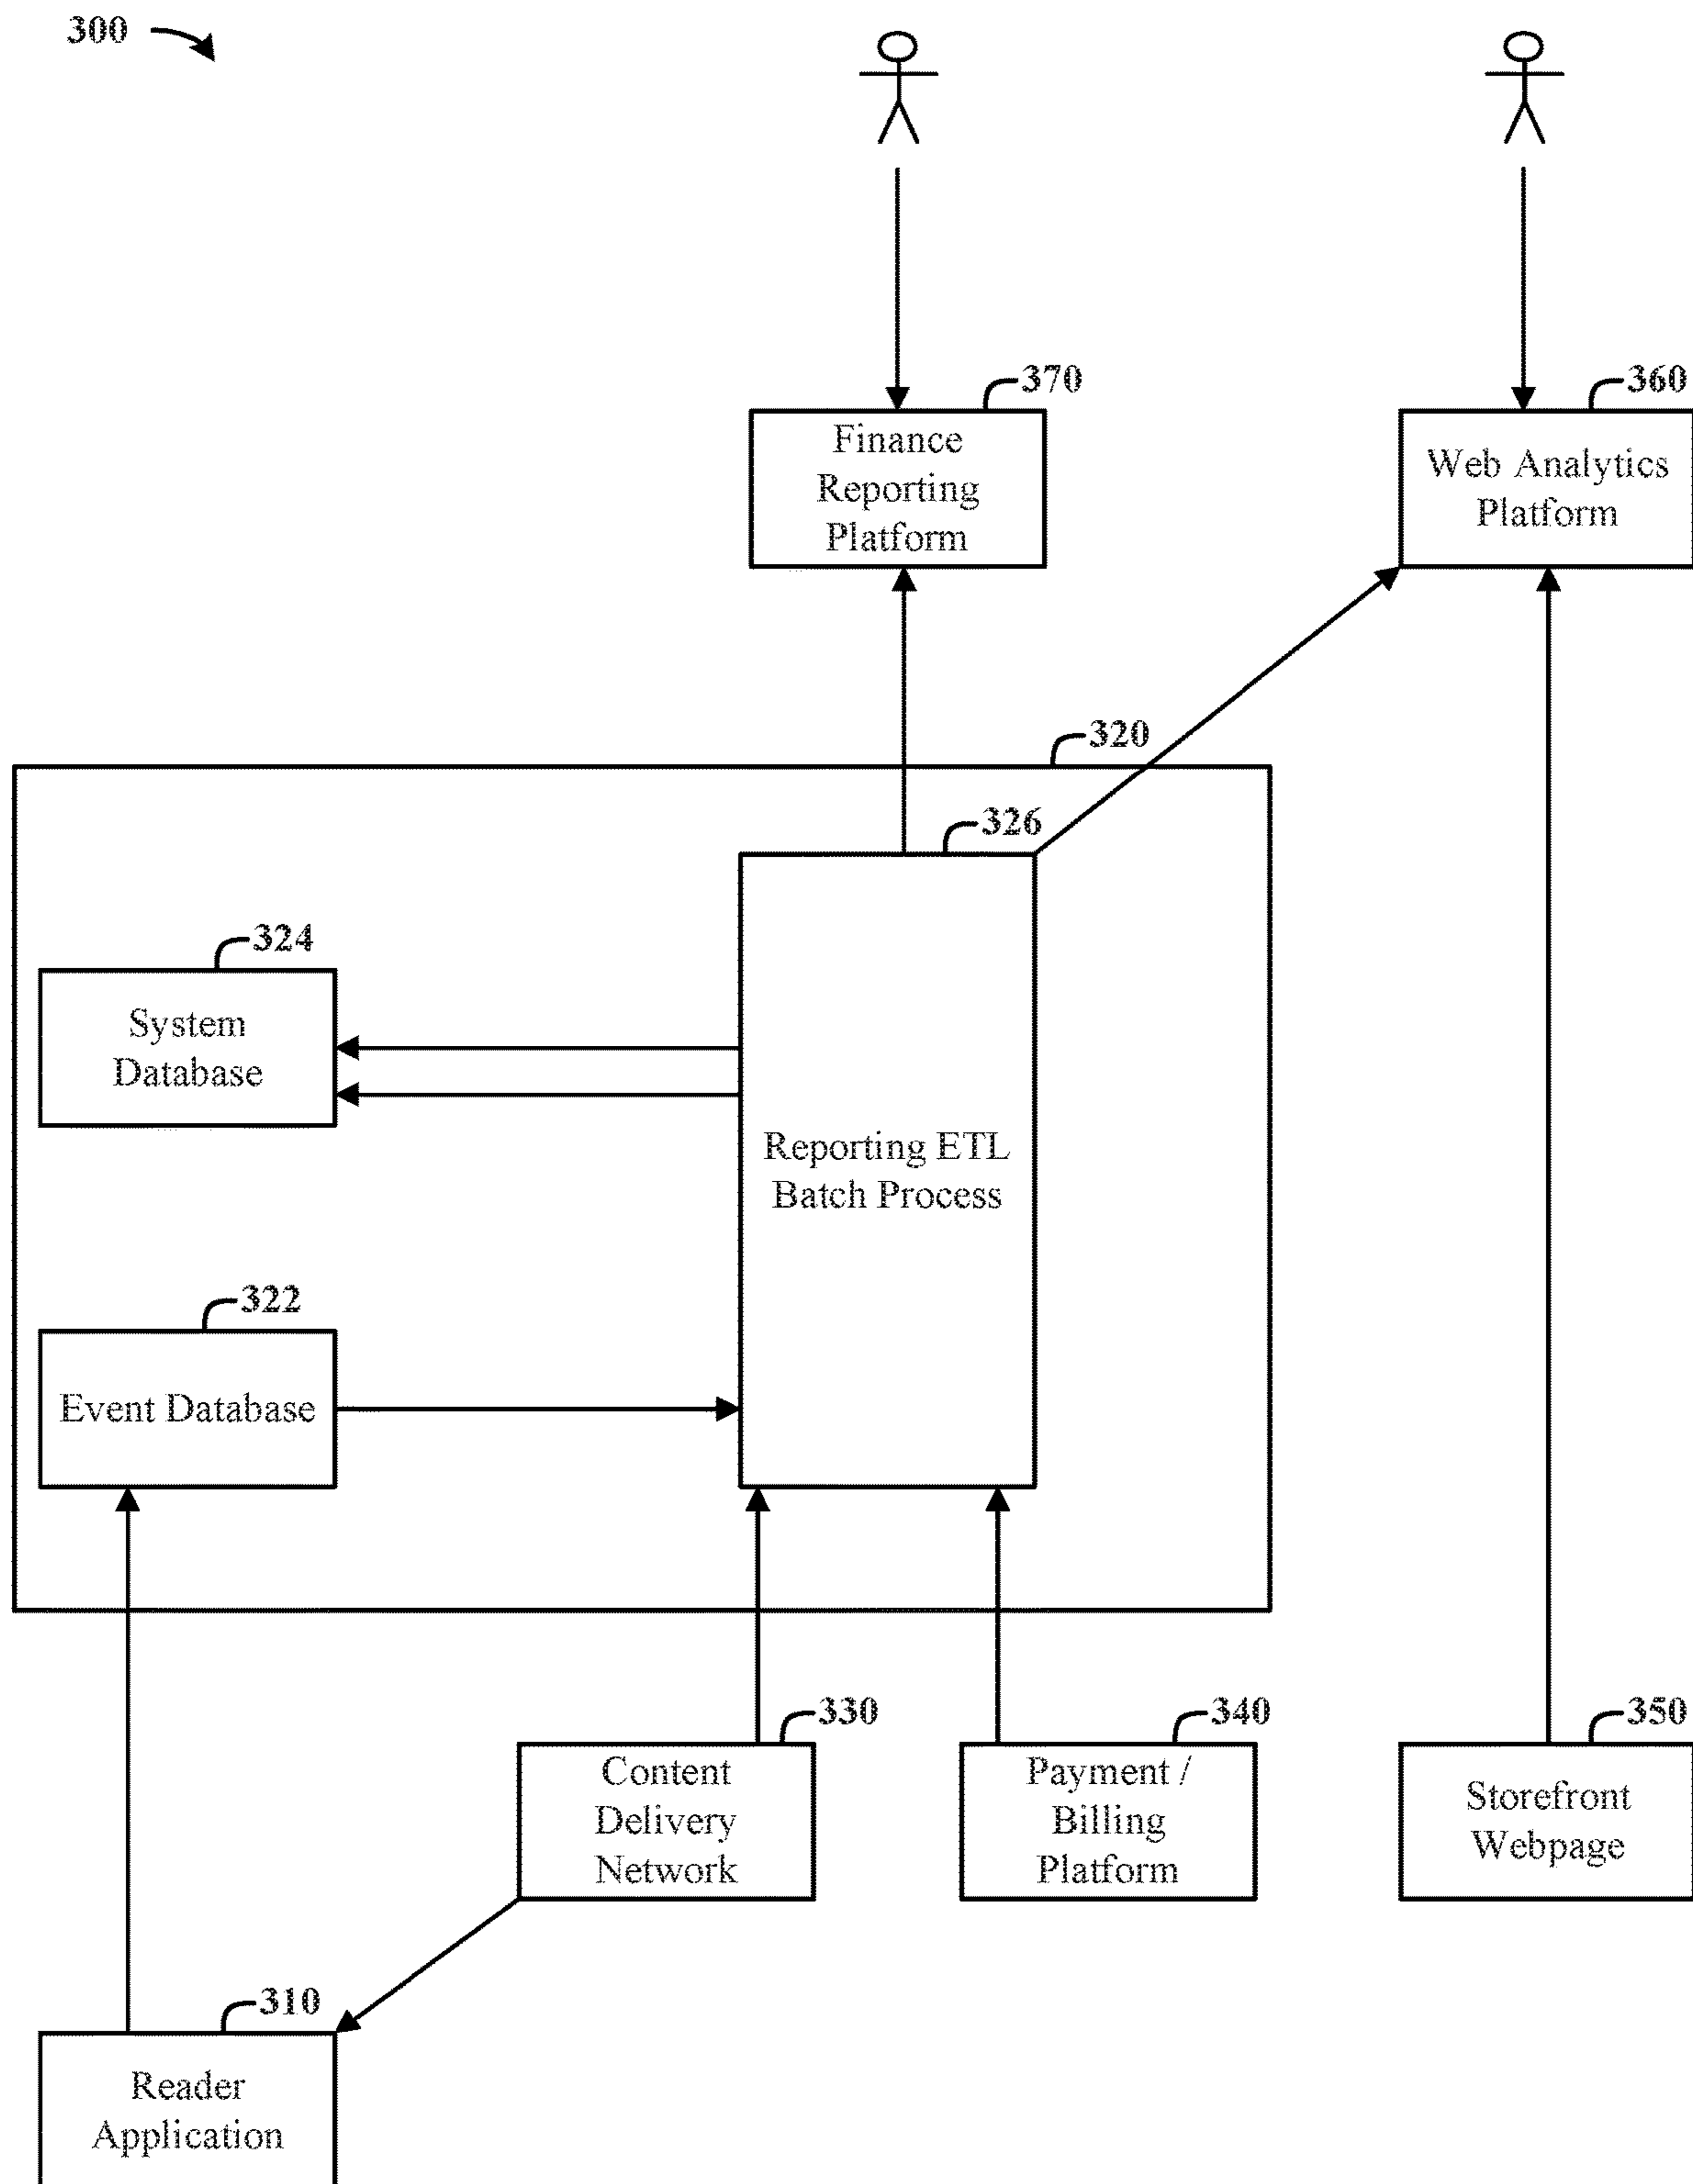 300
370
Finance
Reporting
Platform
360
Web Analytics
Platform
320
326
Reporting ETL
Batch Process
324
System
Database
322
Event Database
330
Content
Delivery
Network
340
Payment /
Billing
Platform
350
Storefront
Webpage
310
Reader
Application